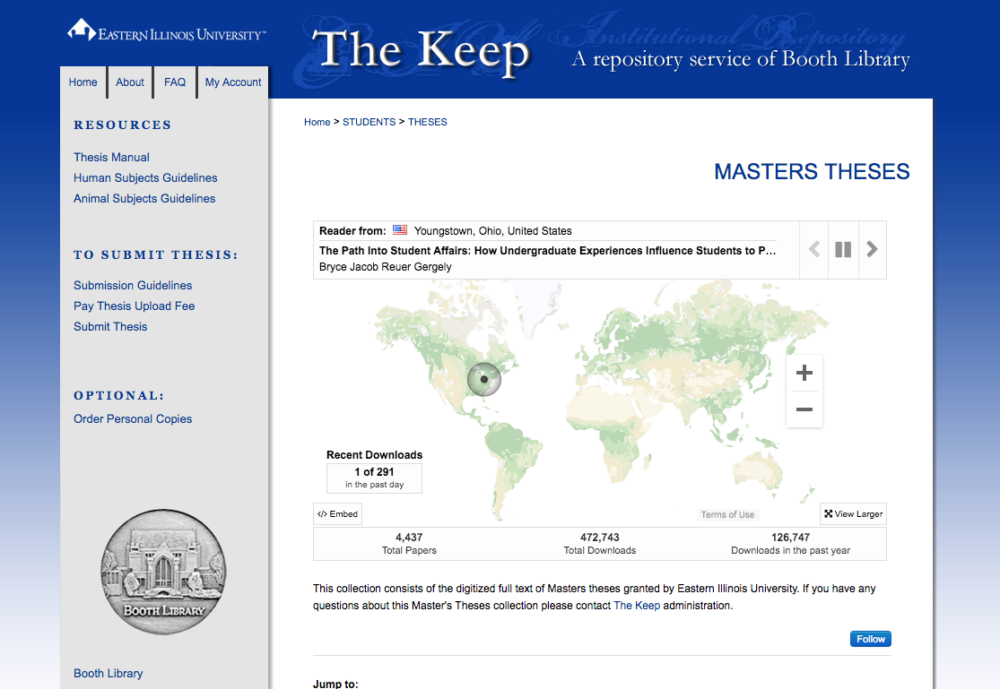 EASTERN ILLINOIS UNIVERSITY™
The Keep
Institutional Repository
A repository service of Booth Library
Home
About
FAQ
My Account
RESOURCES
Thesis Manual
Human Subjects Guidelines
Animal Subjects Guidelines
TO SUBMIT THESIS:
Submission Guidelines
Pay Thesis Upload Fee
Submit Thesis
OPTIONAL:
Order Personal Copies
BOOTH LIBRARY
Booth Library
Home > STUDENTS > THESES
MASTERS THESES
Reader from: Youngstown, Ohio, United States
The Path Into Student Affairs: How Undergraduate Experiences Influence Students to P…
Bryce Jacob Reuer Gergely
Recent Downloads
1 of 291
in the past day
</> Embed
Terms of Use
View Larger
4,437
Total Papers
472,743
Total Downloads
126,747
Downloads in the past year
This collection consists of the digitized full text of Masters theses granted by Eastern Illinois University. If you have any
questions about this Master's Theses collection please contact The Keep administration.
Follow
Jump to: